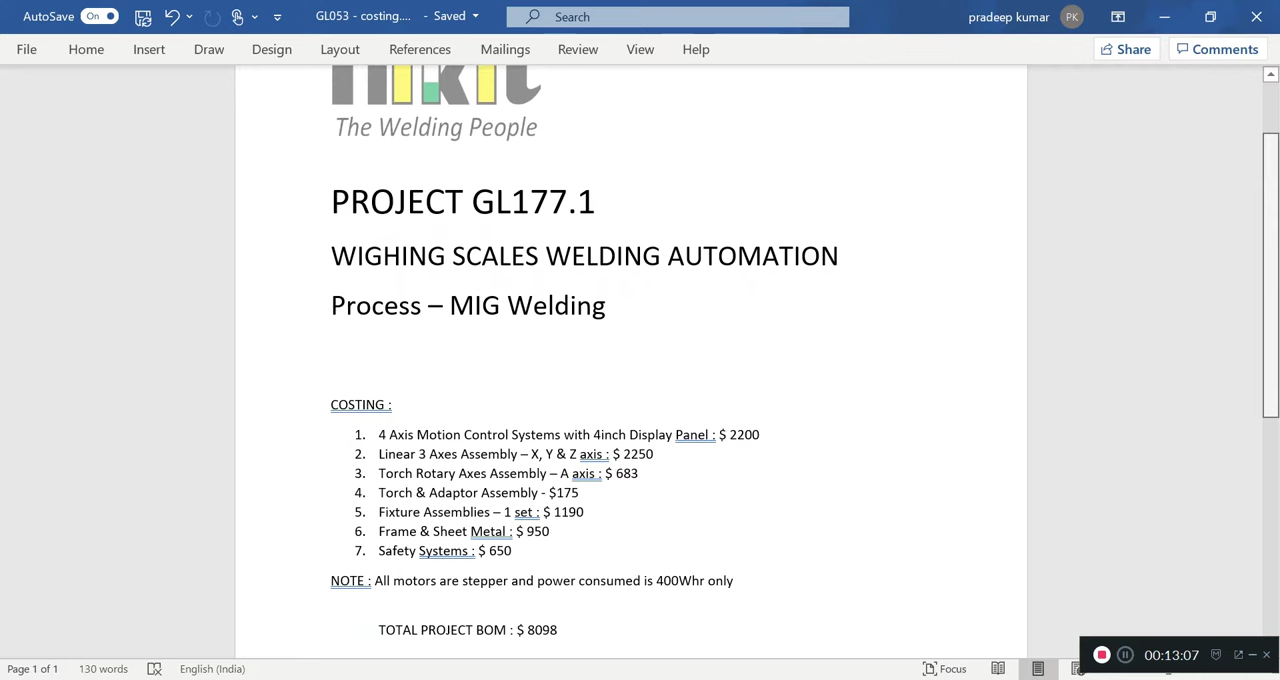 AutoSave On GL053 - costing.... - Saved Search pradeep kumar PK
File Home Insert Draw Design Layout References Mailings Review View Help Share Comments
The Welding People
PROJECT GL177.1
WIGHING SCALES WELDING AUTOMATION
Process – MIG Welding
COSTING :
1. 4 Axis Motion Control Systems with 4inch Display Panel : $ 2200
2. Linear 3 Axes Assembly – X, Y & Z axis : $ 2250
3. Torch Rotary Axes Assembly – A axis : $ 683
4. Torch & Adaptor Assembly - $175
5. Fixture Assemblies – 1 set : $ 1190
6. Frame & Sheet Metal : $ 950
7. Safety Systems : $ 650
NOTE : All motors are stepper and power consumed is 400Whr only
TOTAL PROJECT BOM : $ 8098
00:13:07
Page 1 of 1 130 words English (India) Focus